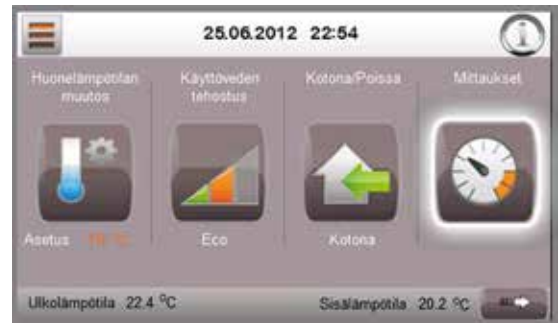 25.06.2012 22:54
Huonelämpötilan
muutos
Käyttöveden
tehostus
Kotona/Poissa
Mittaukset
Asetus
Eco
Kotona
Ulkolämpötila 22.4 °C
Sisälämpötila 20.2 °C